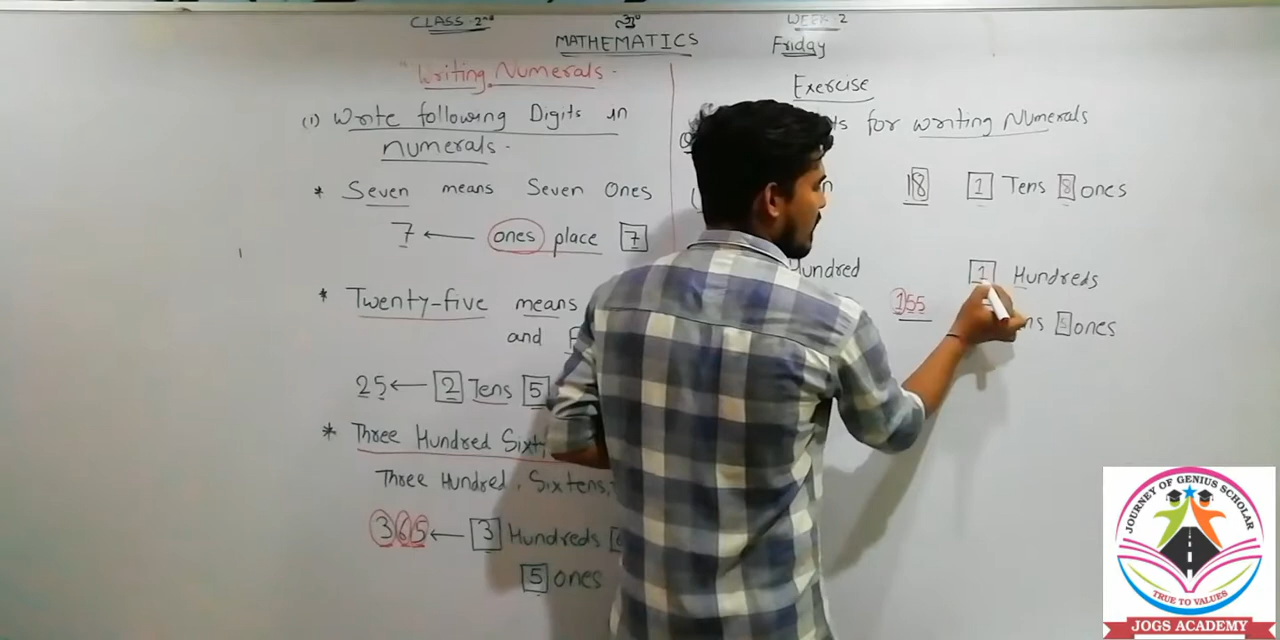 CLASS - 2nd
WEEK 2
MATHEMATICS
Friday
"Writing Numerals.
(1) Write following Digits in
numerals.
* Seven means Seven Ones
7 ← ones place 7
* Twenty-five means
and
25 ← 2 Tens 5
* Three Hundred
Three Hundred, Sixtens,
365 ← 3 Hundreds
5 ones
Exercise
for writing Numerals
18 1 Tens 8 ones
Hundred
1 Hundreds
155
5 ones
JOURNEY OF GENIUS SCHOLAR
TRUE TO VALUES
JOGS ACADEMY